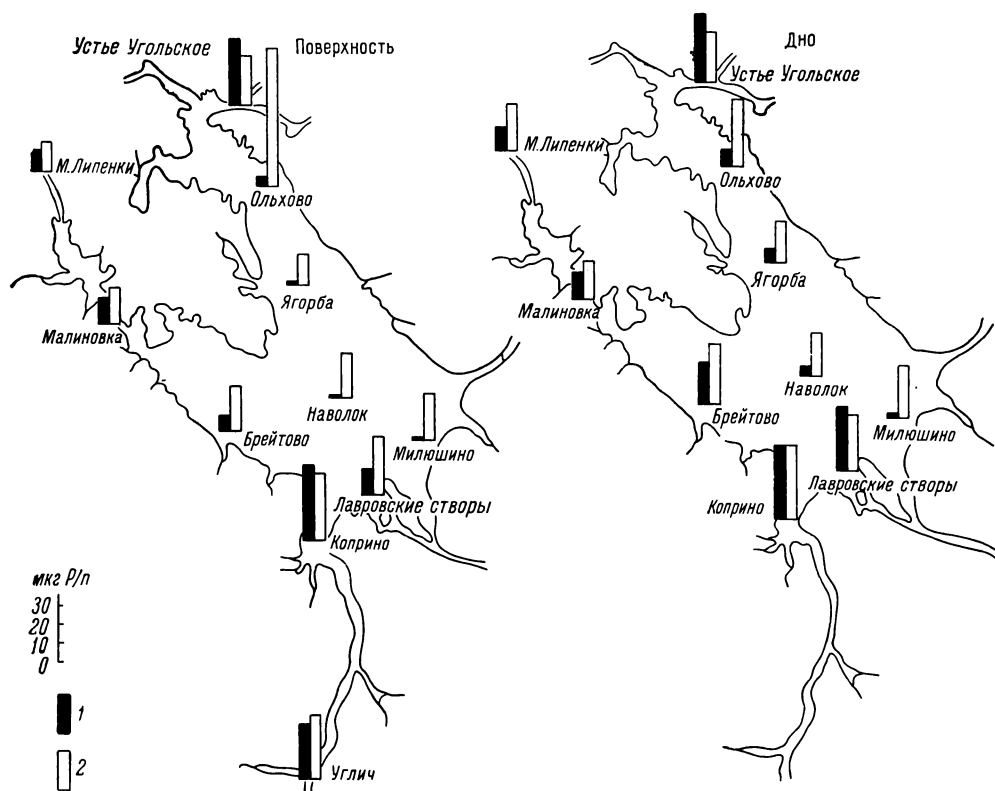 Устье Угольское
Поверхность
М.Липенки
Ольхово
Ягорба
Малиновка
Наволок
Брейтово
Милюшино
Лавровские створы
Коприно
мкг Р/л
30
20
10
0
1
2
Углич
Дно
Устье Угольское
М.Липенки
Ольхово
Ягорба
Малиновка
Наволок
Брейтово
Милюшино
Лавровские створы
Коприно